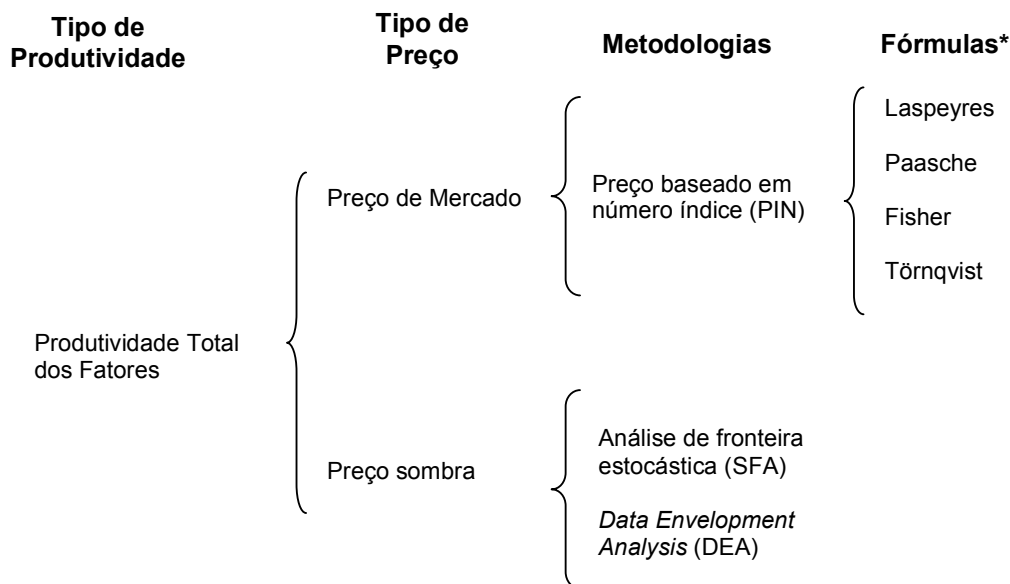 Tipo de
Produtividade
Tipo de
Preço
Metodologias
Fórmulas*
Produtividade Total
dos Fatores
Preço de Mercado
Preço baseado em
número índice (PIN)
Laspeyres
Paasche
Fisher
Törnqvist
Preço sombra
Análise de fronteira
estocástica (SFA)
Data Envelopment
Analysis (DEA)